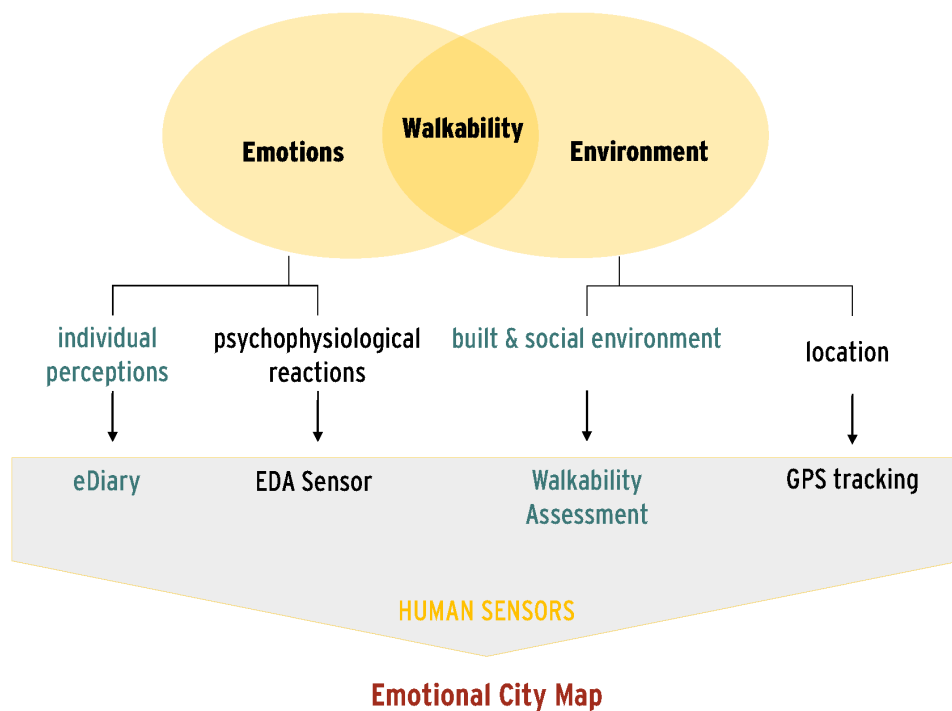 Emotions
Walkability
Environment
individual
perceptions
psychophysiological
reactions
built & social environment
location
eDiary
EDA Sensor
Walkability
Assessment
GPS tracking
HUMAN SENSORS
Emotional City Map